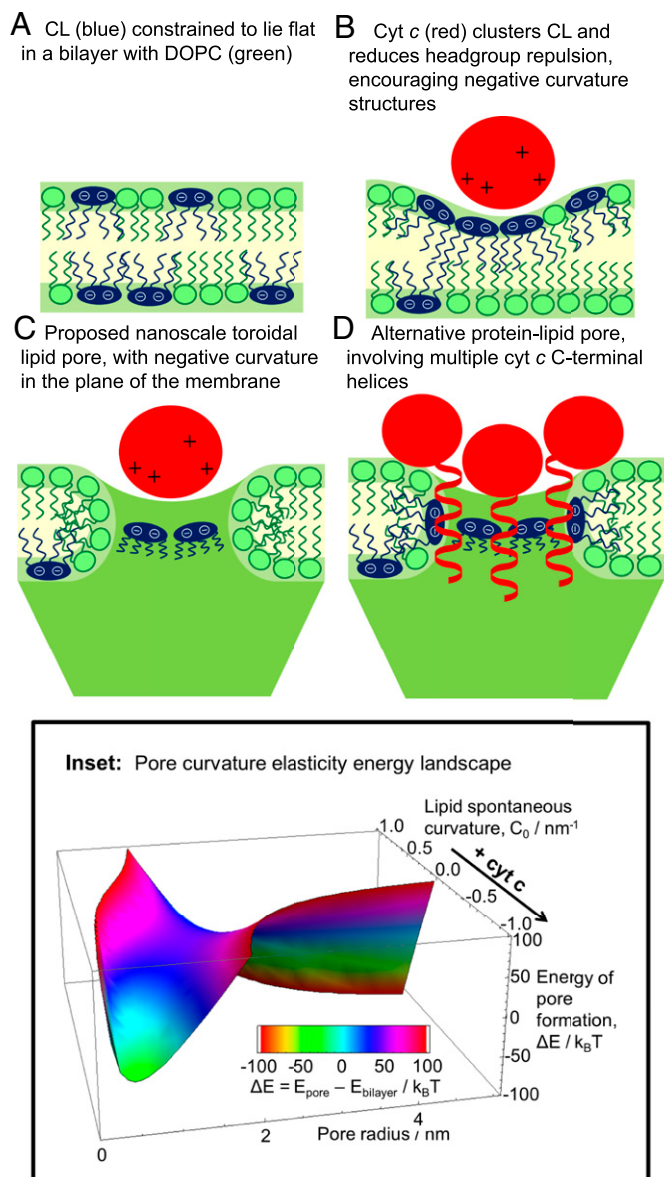 A CL (blue) constrained to lie flat
in a bilayer with DOPC (green)
B Cyt c (red) clusters CL and
reduces headgroup repulsion,
encouraging negative curvature
structures
+ + + +
C Proposed nanoscale toroidal
lipid pore, with negative curvature
in the plane of the membrane
+ + + +
D Alternative protein-lipid pore,
involving multiple cyt c C-terminal
helices
Inset: Pore curvature elasticity energy landscape
Lipid spontaneous
curvature, C₀ / nm⁻¹
1.0
0.5
0.0
-0.5
-1.0
+ cyt c
100
50
0
-50
-100
Energy of
pore
formation,
ΔE / k_BT
-100 -50 0 50 100
ΔE = E_pore – E_bilayer / k_BT
0
2
4
Pore radius / nm